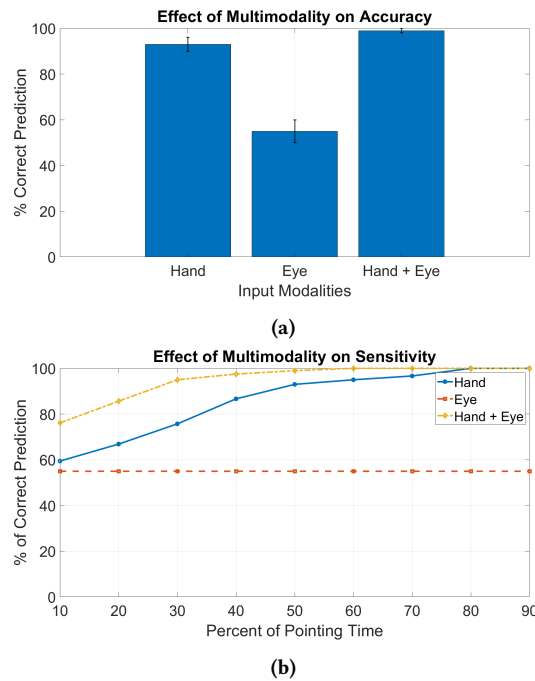 Effect of Multimodality on Accuracy
100
80
60
40
20
0
% Correct Prediction
Hand
Eye
Hand + Eye
Input Modalities
(a)
Effect of Multimodality on Sensitivity
100
80
60
40
20
0
% of Correct Prediction
Hand
Eye
Hand + Eye
10 20 30 40 50 60 70 80 90
Percent of Pointing Time
(b)